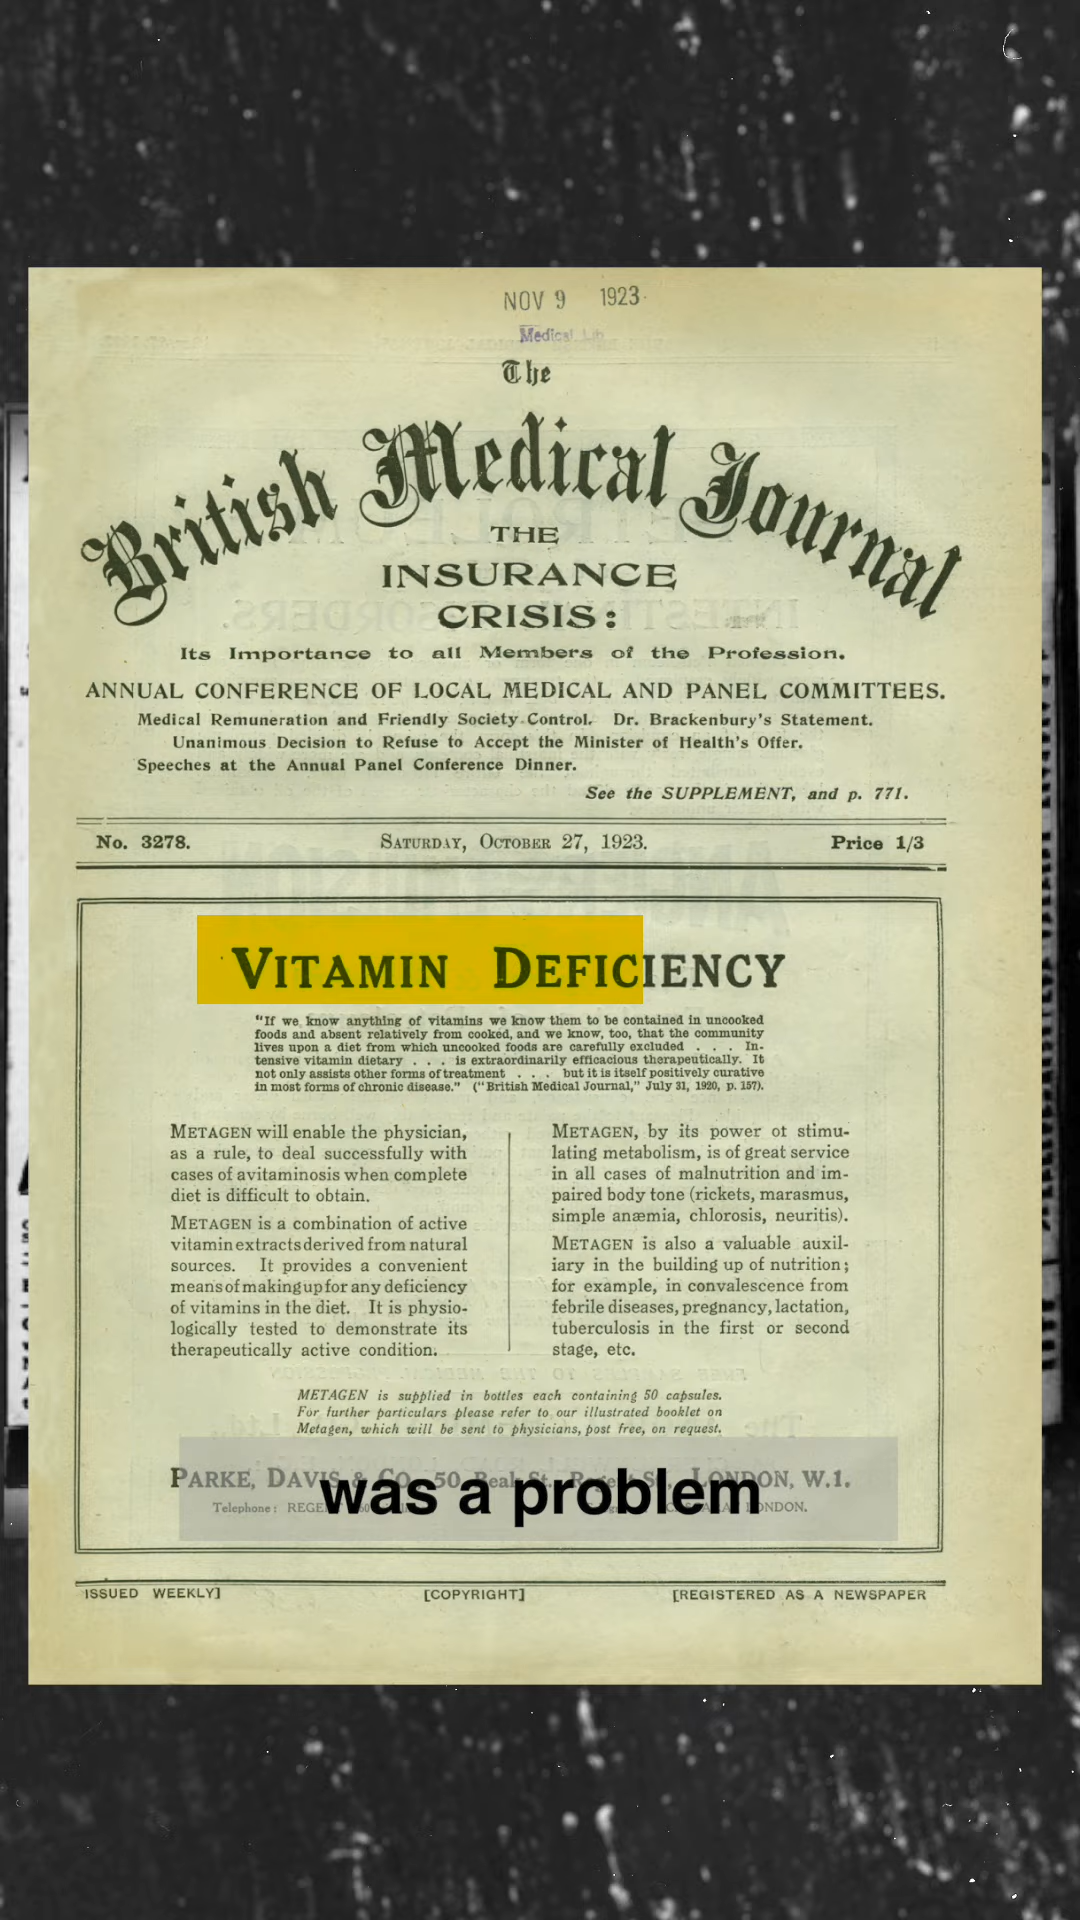 NOV 9 1923
Medical Lib
The
British Medical Journal
THE
INSURANCE
CRISIS:
Its Importance to all Members of the Profession.
ANNUAL CONFERENCE OF LOCAL MEDICAL AND PANEL COMMITTEES.
Medical Remuneration and Friendly Society Control. Dr. Brackenbury's Statement.
Unanimous Decision to Refuse to Accept the Minister of Health's Offer.
Speeches at the Annual Panel Conference Dinner.
See the SUPPLEMENT, and p. 771.
No. 3278. SATURDAY, OCTOBER 27, 1923. Price 1/3
VITAMIN DEFICIENCY
"If we know anything of vitamins we know them to be contained in uncooked
foods and absent relatively from cooked, and we know, too, that the community
lives upon a diet from which uncooked foods are carefully excluded . . . In-
tensive vitamin dietary . . . is extraordinarily efficacious therapeutically. It
not only assists other forms of treatment . . . but it is itself positively curative
in most forms of chronic disease." ("British Medical Journal," July 31, 1920, p. 157).
METAGEN will enable the physician,
as a rule, to deal successfully with
cases of avitaminosis when complete
diet is difficult to obtain.
METAGEN is a combination of active
vitamin extracts derived from natural
sources. It provides a convenient
means of making up for any deficiency
of vitamins in the diet. It is physio-
logically tested to demonstrate its
therapeutically active condition.
METAGEN, by its power ot stimu-
lating metabolism, is of great service
in all cases of malnutrition and im-
paired body tone (rickets, marasmus,
simple anæmia, chlorosis, neuritis).
METAGEN is also a valuable auxil-
iary in the building up of nutrition;
for example, in convalescence from
febrile diseases, pregnancy, lactation,
tuberculosis in the first or second
stage, etc.
METAGEN is supplied in bottles each containing 50 capsules.
For further particulars please refer to our illustrated booklet on
Metagen, which will be sent to physicians, post free, on request.
PARKE, DAVIS & CO., 50, Beak St., Regent St., LONDON, W.1.
Telephone: LONDON.
was a problem
ISSUED WEEKLY] [COPYRIGHT] [REGISTERED AS A NEWSPAPER